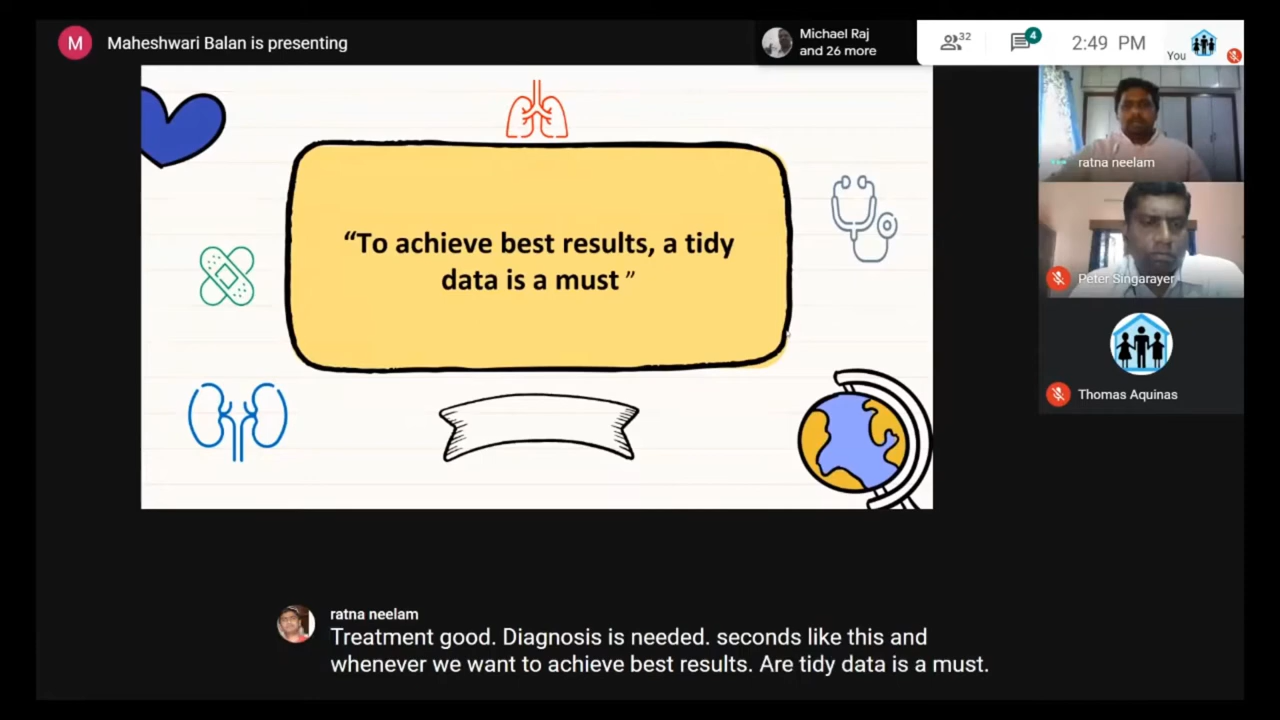 M Maheshwari Balan is presenting
Michael Raj
and 26 more
32
4
2:49 PM
You
ratna neelam
Peter Singarayer
Thomas Aquinas
“To achieve best results, a tidy
data is a must ”
ratna neelam
Treatment good. Diagnosis is needed. seconds like this and
whenever we want to achieve best results. Are tidy data is a must.